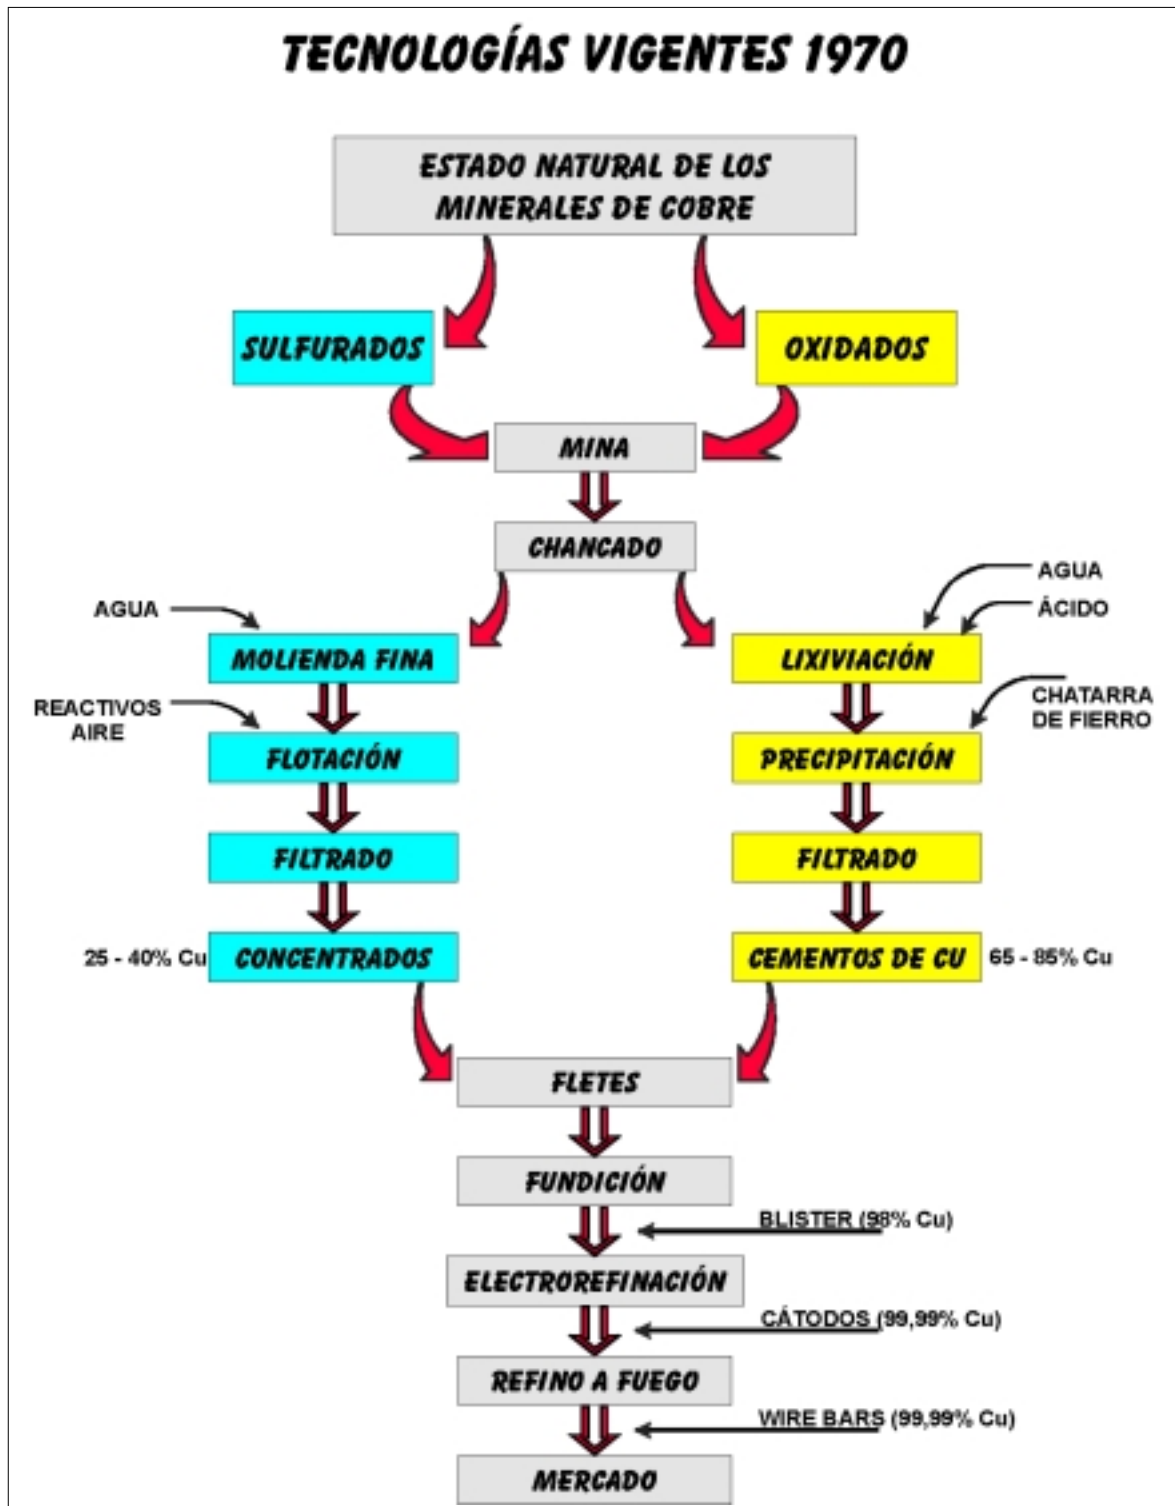 TECNOLOGÍAS VIGENTES 1970
ESTADO NATURAL DE LOS
MINERALES DE COBRE
SULFURADOS
OXIDADOS
MINA
CHANCADO
AGUA
AGUA
ÁCIDO
MOLIENDA FINA
LIXIVIACIÓN
REACTIVOS
AIRE
CHATARRA
DE FIERRO
FLOTACIÓN
PRECIPITACIÓN
FILTRADO
FILTRADO
25 - 40% Cu
CONCENTRADOS
CEMENTOS DE CU
65 - 85% Cu
FLETES
FUNDICIÓN
BLISTER (98% Cu)
ELECTROREFINACIÓN
CÁTODOS (99,99% Cu)
REFINO A FUEGO
WIRE BARS (99,99% Cu)
MERCADO